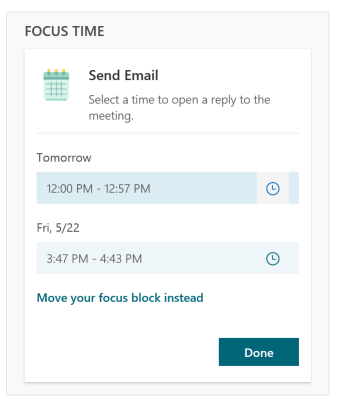 FOCUS TIME
Send Email
Select a time to open a reply to the
meeting.
Tomorrow
12:00 PM - 12:57 PM
Fri, 5/22
3:47 PM - 4:43 PM
Move your focus block instead
Done